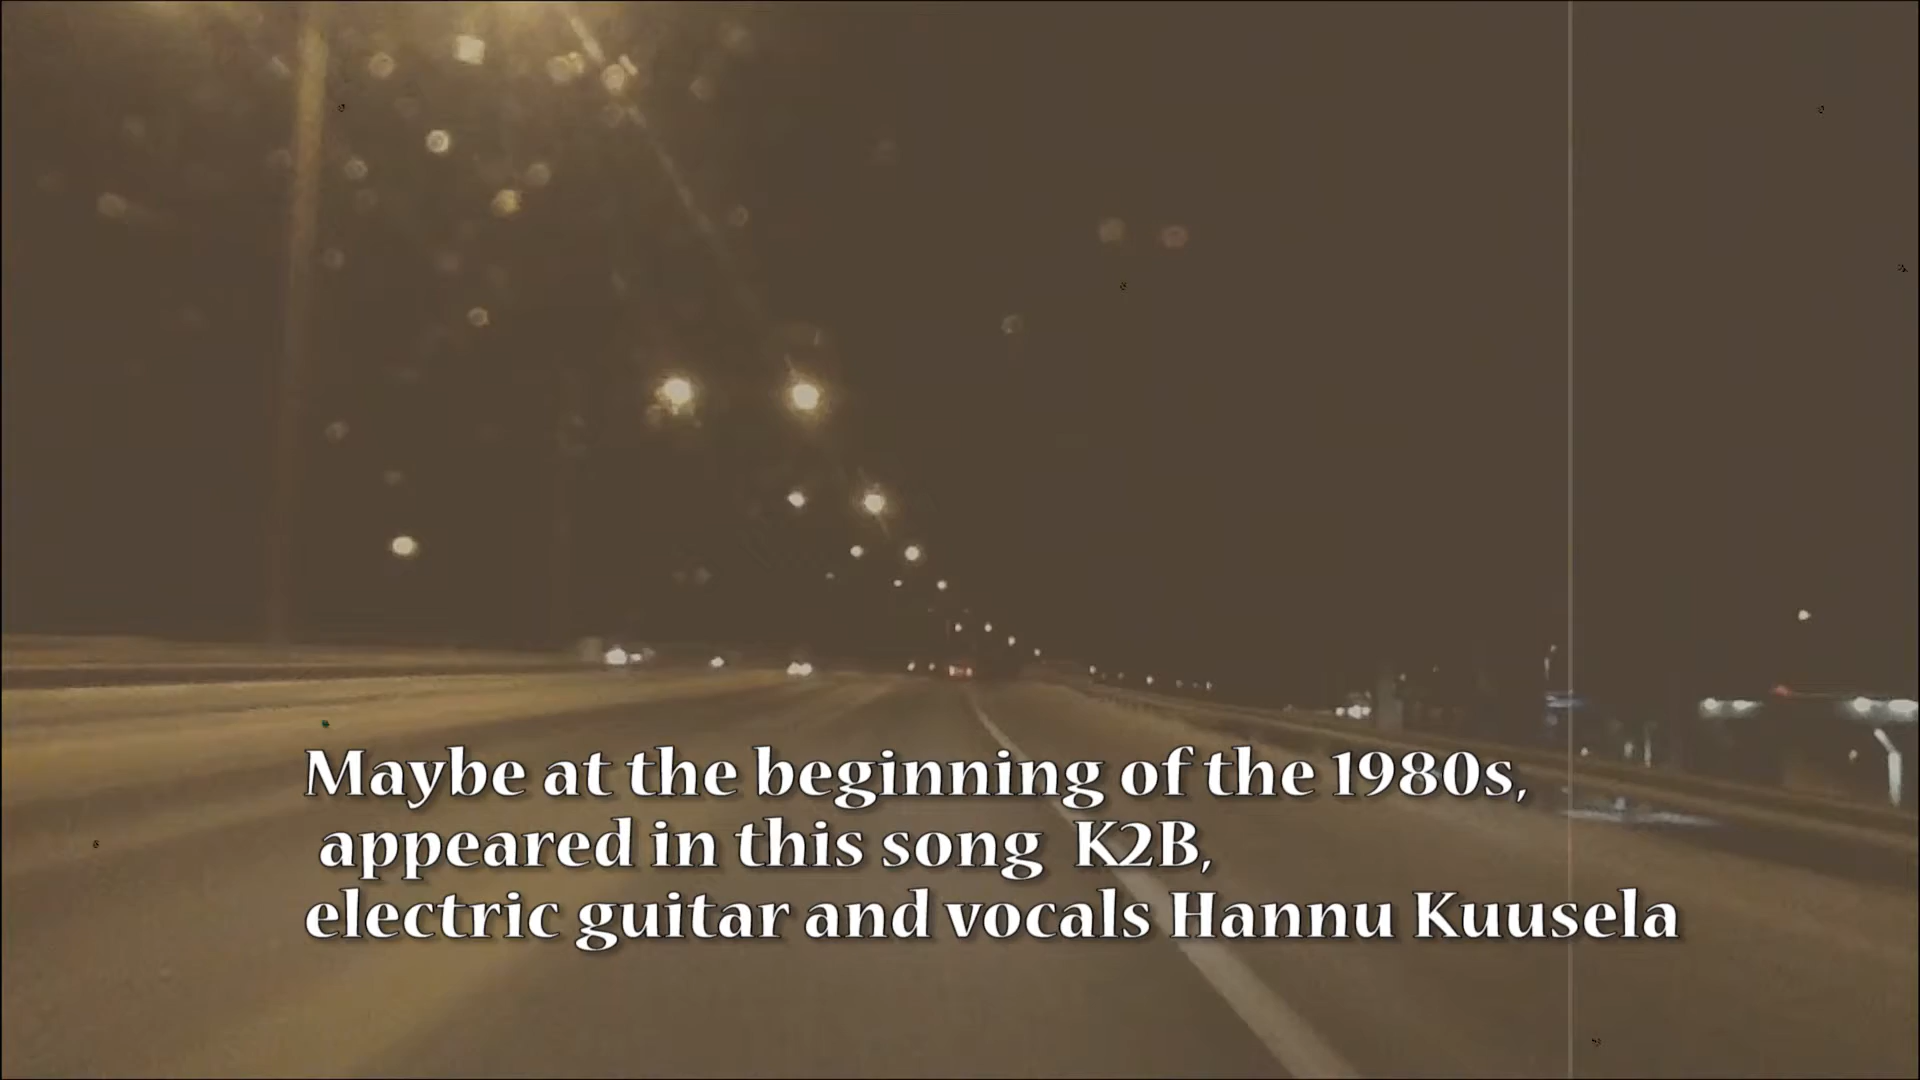 Maybe at the beginning of the 1980s,
appeared in this song K2B,
electric guitar and vocals Hannu Kuusela